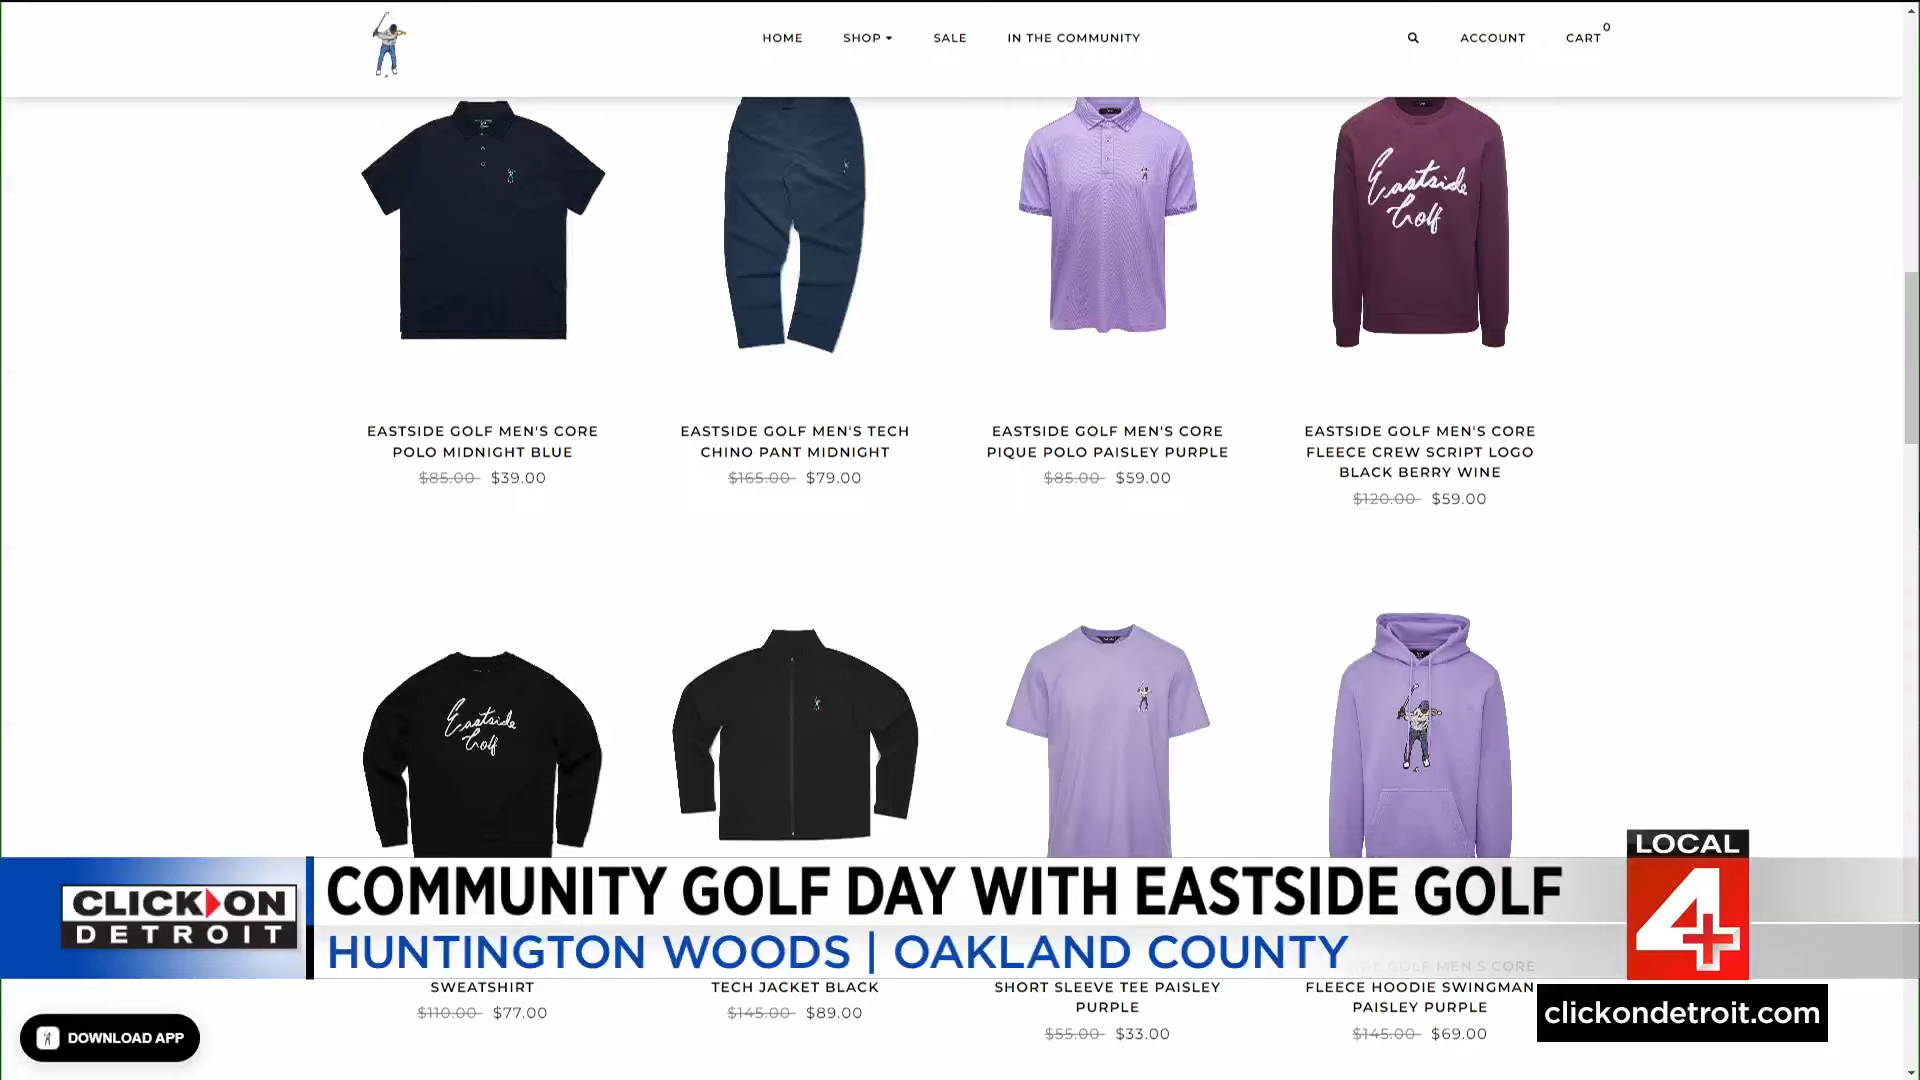 HOME SHOP SALE IN THE COMMUNITY ACCOUNT CART 0
Eastside
Golf
EASTSIDE GOLF MEN'S CORE
POLO MIDNIGHT BLUE
$85.00 $39.00
EASTSIDE GOLF MEN'S TECH
CHINO PANT MIDNIGHT
$165.00 $79.00
EASTSIDE GOLF MEN'S CORE
PIQUE POLO PAISLEY PURPLE
$85.00 $59.00
EASTSIDE GOLF MEN'S CORE
FLEECE CREW SCRIPT LOGO
BLACK BERRY WINE
$120.00 $59.00
Eastside
Golf
LOCAL
4+
CLICK ON
DETROIT
COMMUNITY GOLF DAY WITH EASTSIDE GOLF
HUNTINGTON WOODS | OAKLAND COUNTY
SWEATSHIRT
$110.00 $77.00
TECH JACKET BLACK
$145.00 $89.00
SHORT SLEEVE TEE PAISLEY
PURPLE
$55.00 $33.00
GOLF MEN'S CORE
FLEECE HOODIE SWINGMAN
PAISLEY PURPLE
$145.00 $69.00
clickondetroit.com
DOWNLOAD APP